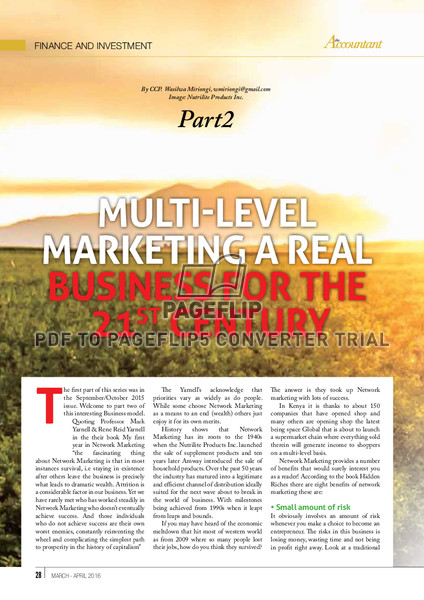 FINANCE AND INVESTMENT
the Accountant
By CCP. Wasilwa Miriongi, wmiriongi@gmail.com
Image: Nutrilite Products Inc.
Part2
MULTI-LEVEL
MARKETING A REAL
BUSINESS FOR THE
21ST CENTURY
PAGEFLIP
PDF TO PAGEFLIP5 CONVERTER TRIAL
The first part of this series was in
the September/October 2015
issue. Welcome to part two of
this interesting Business model.
Quoting Professor Mack
Yarnell & Rene Reid Yarnell
in the their book My first
year in Network Marketing
"the fascinating thing
about Network Marketing is that in most
instances survival, i.e staying in existence
after others leave the business is precisely
what leads to dramatic wealth. Attrition is
a considerable factor in our business. Yet we
have rarely met who has worked steadily in
Network Marketing who doesn't eventually
achieve success. And those individuals
who do not achieve success are their own
worst enemies, constantly reinventing the
wheel and complicating the simplest path
to prosperity in the history of capitalism"
The Yarnell's acknowledge that
priorities vary as widely as do people.
While some choose Network Marketing
as a means to an end (wealth) others just
enjoy it for its own merits.
History shows that Network
Marketing has its roots to the 1940s
when the Nutrilite Products Inc. launched
the sale of supplement products and ten
years later Amway introduced the sale of
household products. Over the past 50 years
the industry has matured into a legitimate
and efficient channel of distribution ideally
suited for the next wave about to break in
the world of business. With milestones
being achieved from 1990s when it leapt
from leaps and bounds.
If you may have heard of the economic
meltdown that hit most of western world
as from 2009 where so many people lost
their jobs, how do you think they survived?
The answer is they took up Network
marketing with lots of success.
In Kenya it is thanks to about 150
companies that have opened shop and
many others are opening shop the latest
being space Global that is about to launch
a supermarket chain where everything sold
therein will generate income to shoppers
on a multi-level basis.
Network Marketing provides a number
of benefits that would surely interest you
as a reader! According to the book Hidden
Riches there are eight benefits of network
marketing these are:
• Small amount of risk
It obviously involves an amount of risk
whenever you make a choice to become an
entrepreneur. The risks in this business is
losing money, wasting time and not being
in profit right away. Look at a traditional
28 MARCH - APRIL 2016